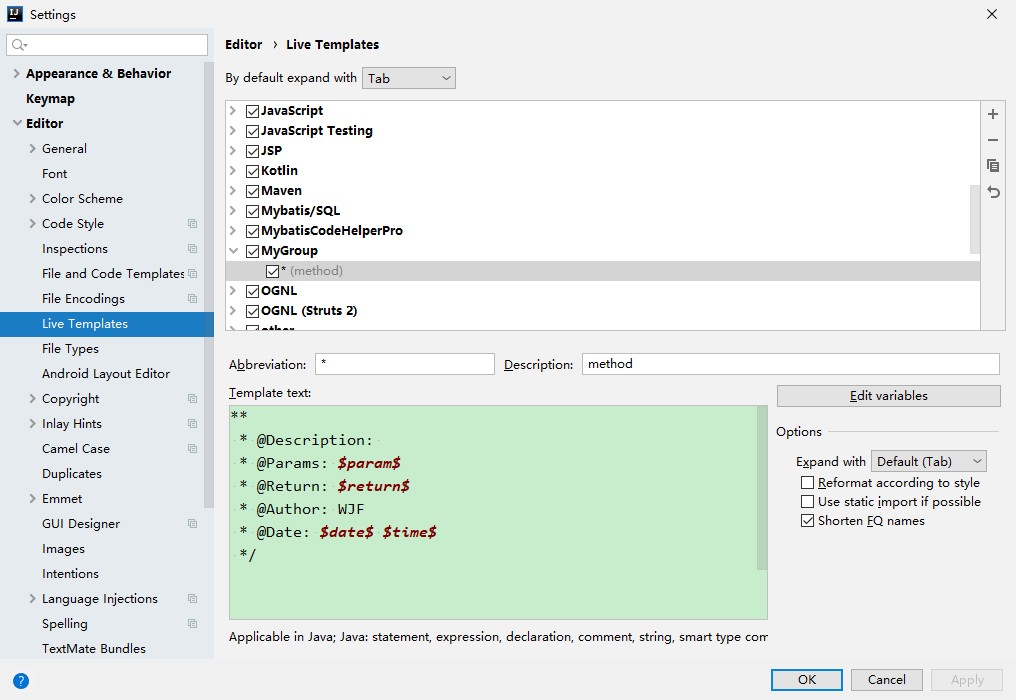 Settings
Editor › Live Templates
By default expand with Tab
Appearance & Behavior
Keymap
Editor
General
Font
Color Scheme
Code Style
Inspections
File and Code Templates
File Encodings
Live Templates
File Types
Android Layout Editor
Copyright
Inlay Hints
Camel Case
Duplicates
Emmet
GUI Designer
Images
Intentions
Language Injections
Spelling
TextMate Bundles
JavaScript
JavaScript Testing
JSP
Kotlin
Maven
Mybatis/SQL
MybatisCodeHelperPro
MyGroup
* (method)
OGNL
OGNL (Struts 2)
other
Abbreviation: * Description: method
Template text:
**
* @Description:
* @Params: $param$
* @Return: $return$
* @Author: WJF
* @Date: $date$ $time$
*/
Edit variables
Options
Expand with Default (Tab)
Reformat according to style
Use static import if possible
Shorten FQ names
Applicable in Java; Java: statement, expression, declaration, comment, string, smart type com
? OK Cancel Apply